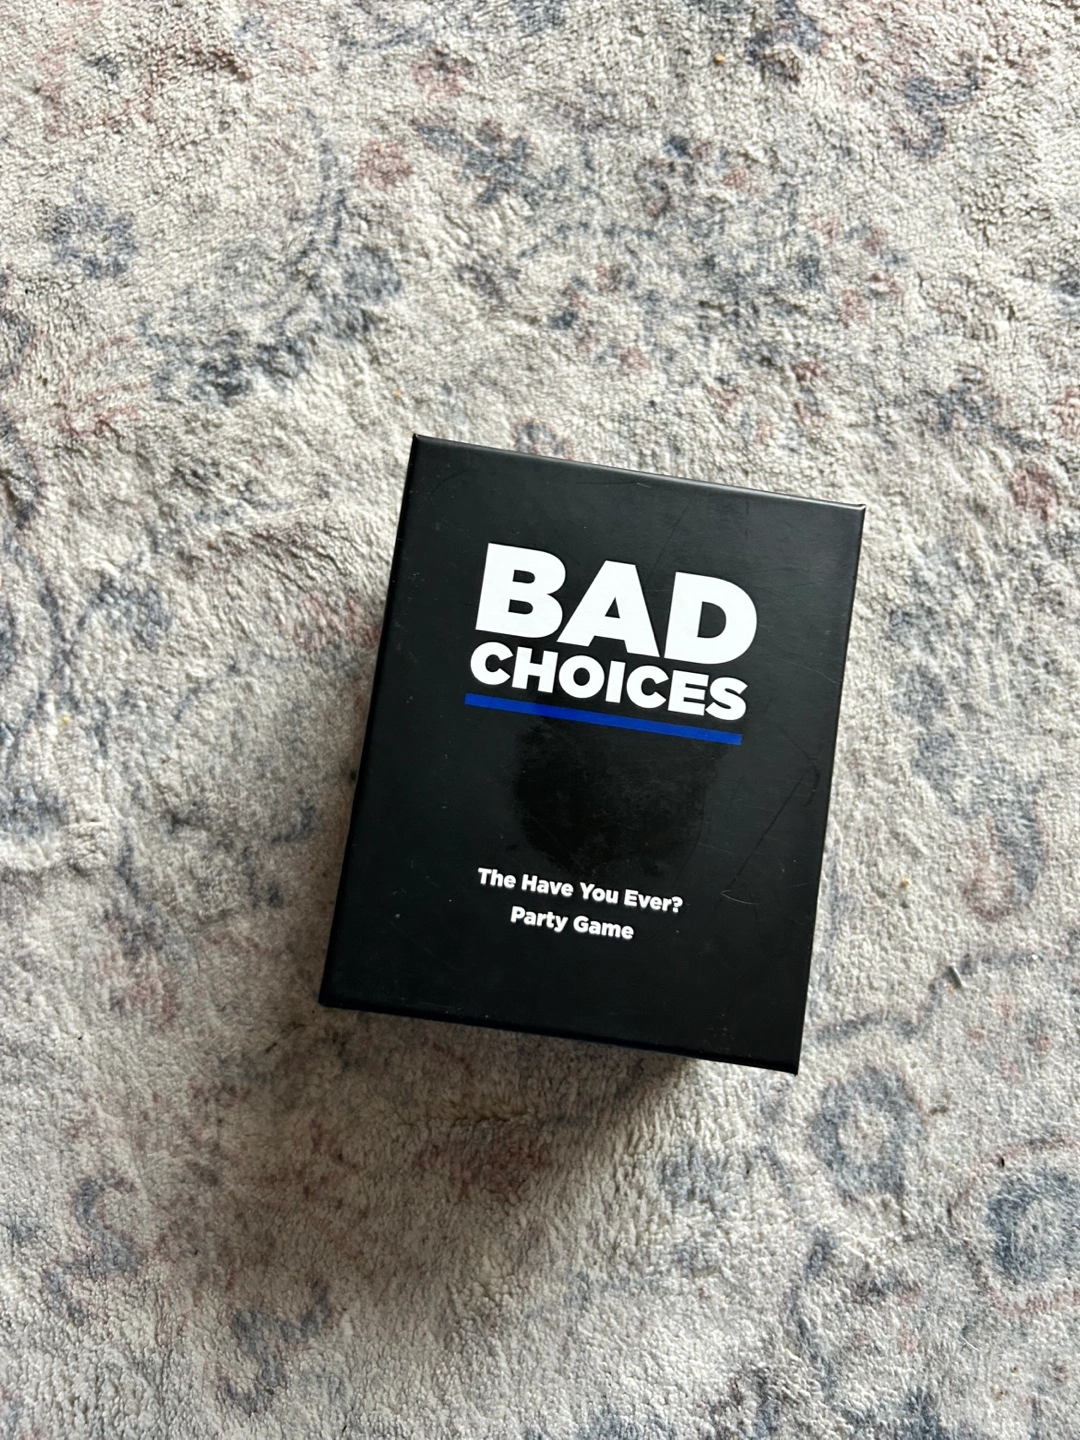 BAD
CHOICES
The Have You Ever?
Party Game